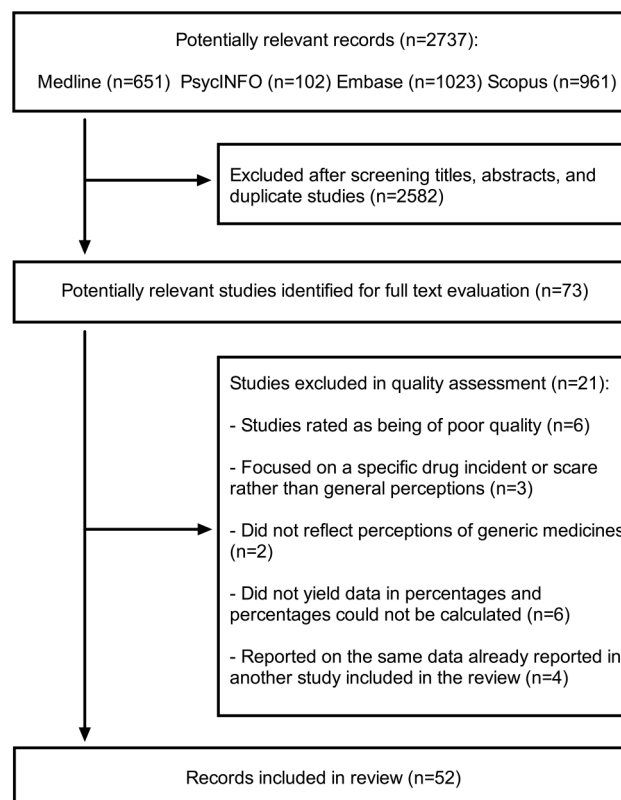 Potentially relevant records (n=2737):
Medline (n=651) PsycINFO (n=102) Embase (n=1023) Scopus (n=961)
Excluded after screening titles, abstracts, and
duplicate studies (n=2582)
Potentially relevant studies identified for full text evaluation (n=73)
Studies excluded in quality assessment (n=21):
- Studies rated as being of poor quality (n=6)
- Focused on a specific drug incident or scare
rather than general perceptions (n=3)
- Did not reflect perceptions of generic medicines
(n=2)
- Did not yield data in percentages and
percentages could not be calculated (n=6)
- Reported on the same data already reported in
another study included in the review (n=4)
Records included in review (n=52)